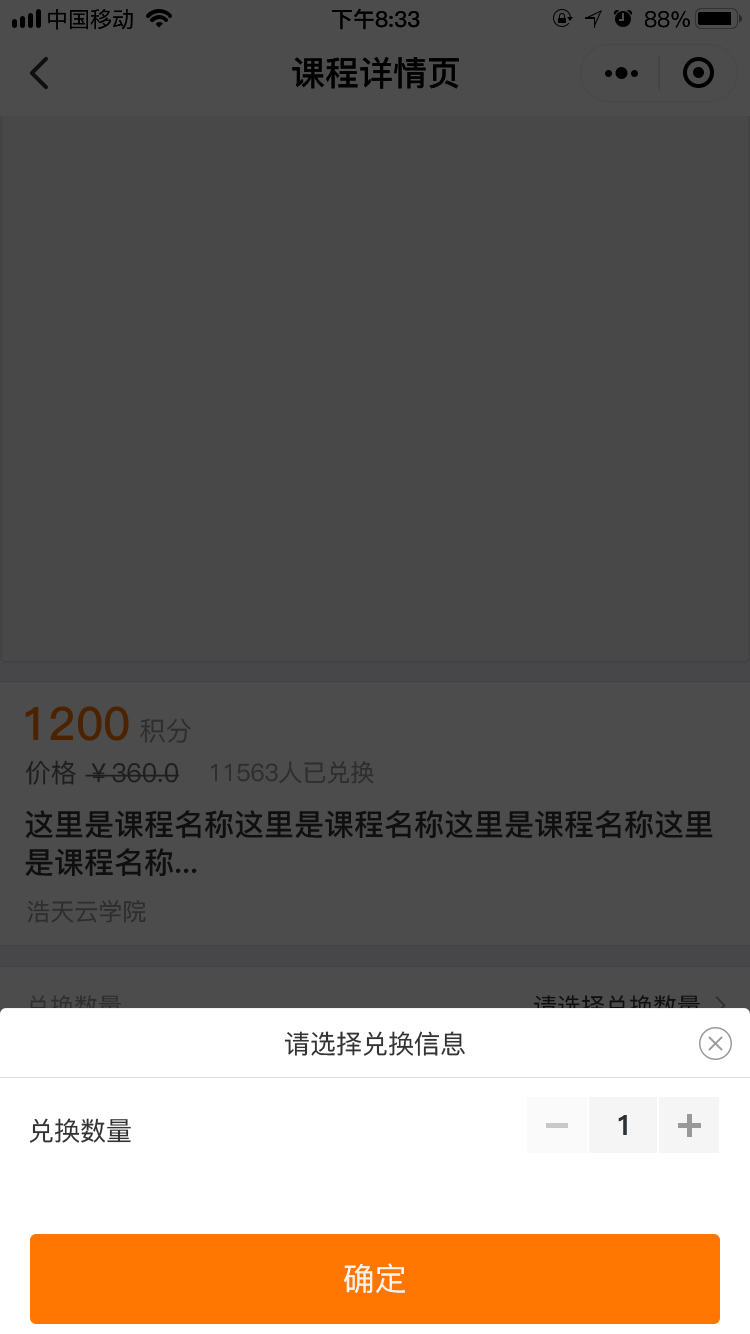 中国移动 下午8:33 88%
课程详情页
1200 积分
价格 ¥360.0 11563人已兑换
这里是课程名称这里是课程名称这里是课程名称这里
是课程名称...
浩天云学院
兑换数量 请选择兑换数量
请选择兑换信息
兑换数量 1
确定